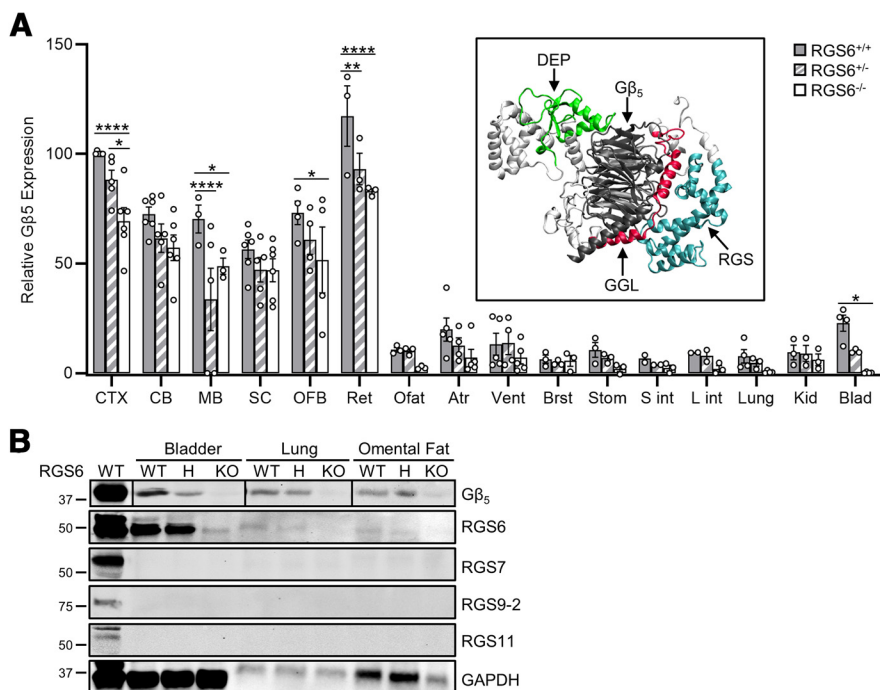 A
150
100
50
0
Relative Gβ5 Expression
****
*
*
****
*
****
**
*
DEP
Gβ5
RGS
GGL
RGS6+/+
RGS6+/-
RGS6-/-
CTX CB MB SC OFB Ret Ofat Atr Vent Brst Stom S int L int Lung Kid Blad
B
Bladder Lung Omental Fat
RGS6 WT WT H KO WT H KO WT H KO
37 Gβ5
50 RGS6
50 RGS7
75 RGS9-2
50 RGS11
37 GAPDH